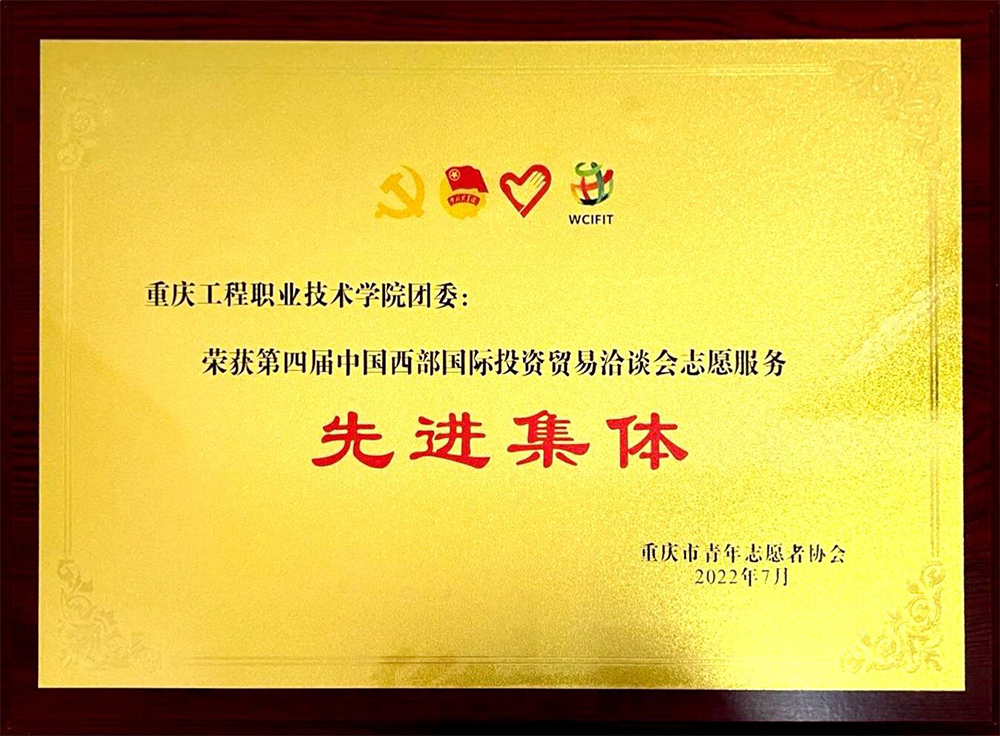 WCIFIT
重庆工程职业技术学院团委：
荣获第四届中国西部国际投资贸易洽谈会志愿服务
先进集体
重庆市青年志愿者协会
2022年7月